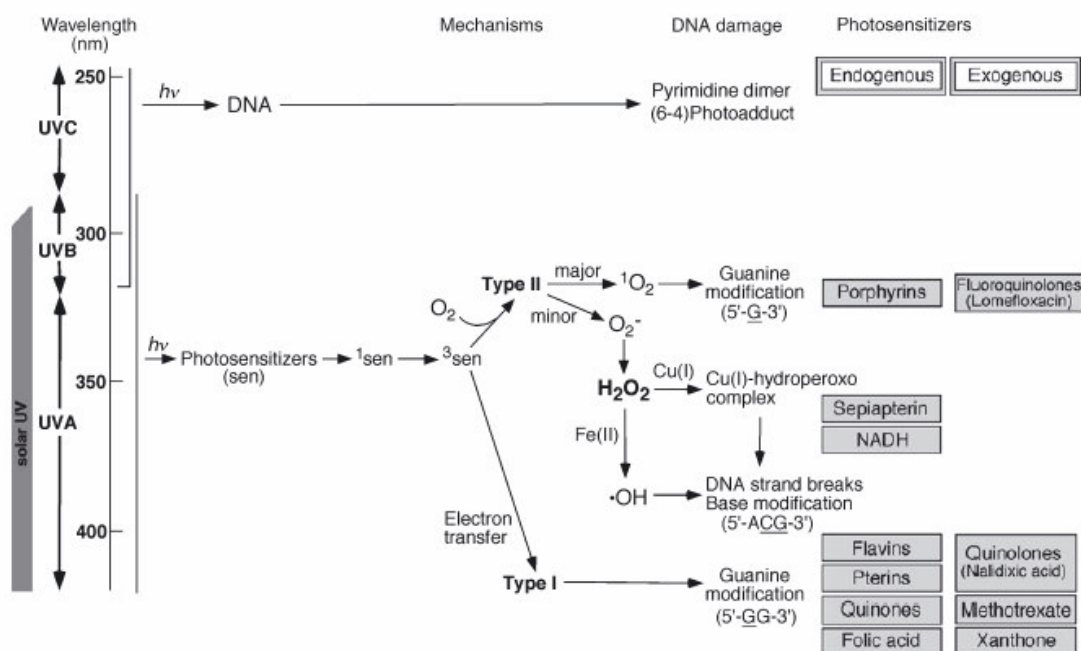 Wavelength
(nm)
Mechanisms
DNA damage
Photosensitizers
Endogenous
Exogenous
250
hν
DNA
Pyrimidine dimer
(6-4)Photoadduct
UVC
300
UVB
Type II
major
¹O₂
Guanine
modification
(5'-G-3')
Porphyrins
Fluoroquinolones
(Lomefloxacin)
O₂
minor
O₂⁻
hν
Photosensitizers
(sen)
¹sen
³sen
350
H₂O₂
Cu(I)
Cu(I)-hydroperoxo
complex
Sepiapterin
NADH
UVA
solar UV
Fe(II)
•OH
DNA strand breaks
Base modification
(5'-ACG-3')
400
Electron
transfer
Type I
Guanine
modification
(5'-GG-3')
Flavins
Pterins
Quinones
Folic acid
Quinolones
(Nalidixic acid)
Methotrexate
Xanthone